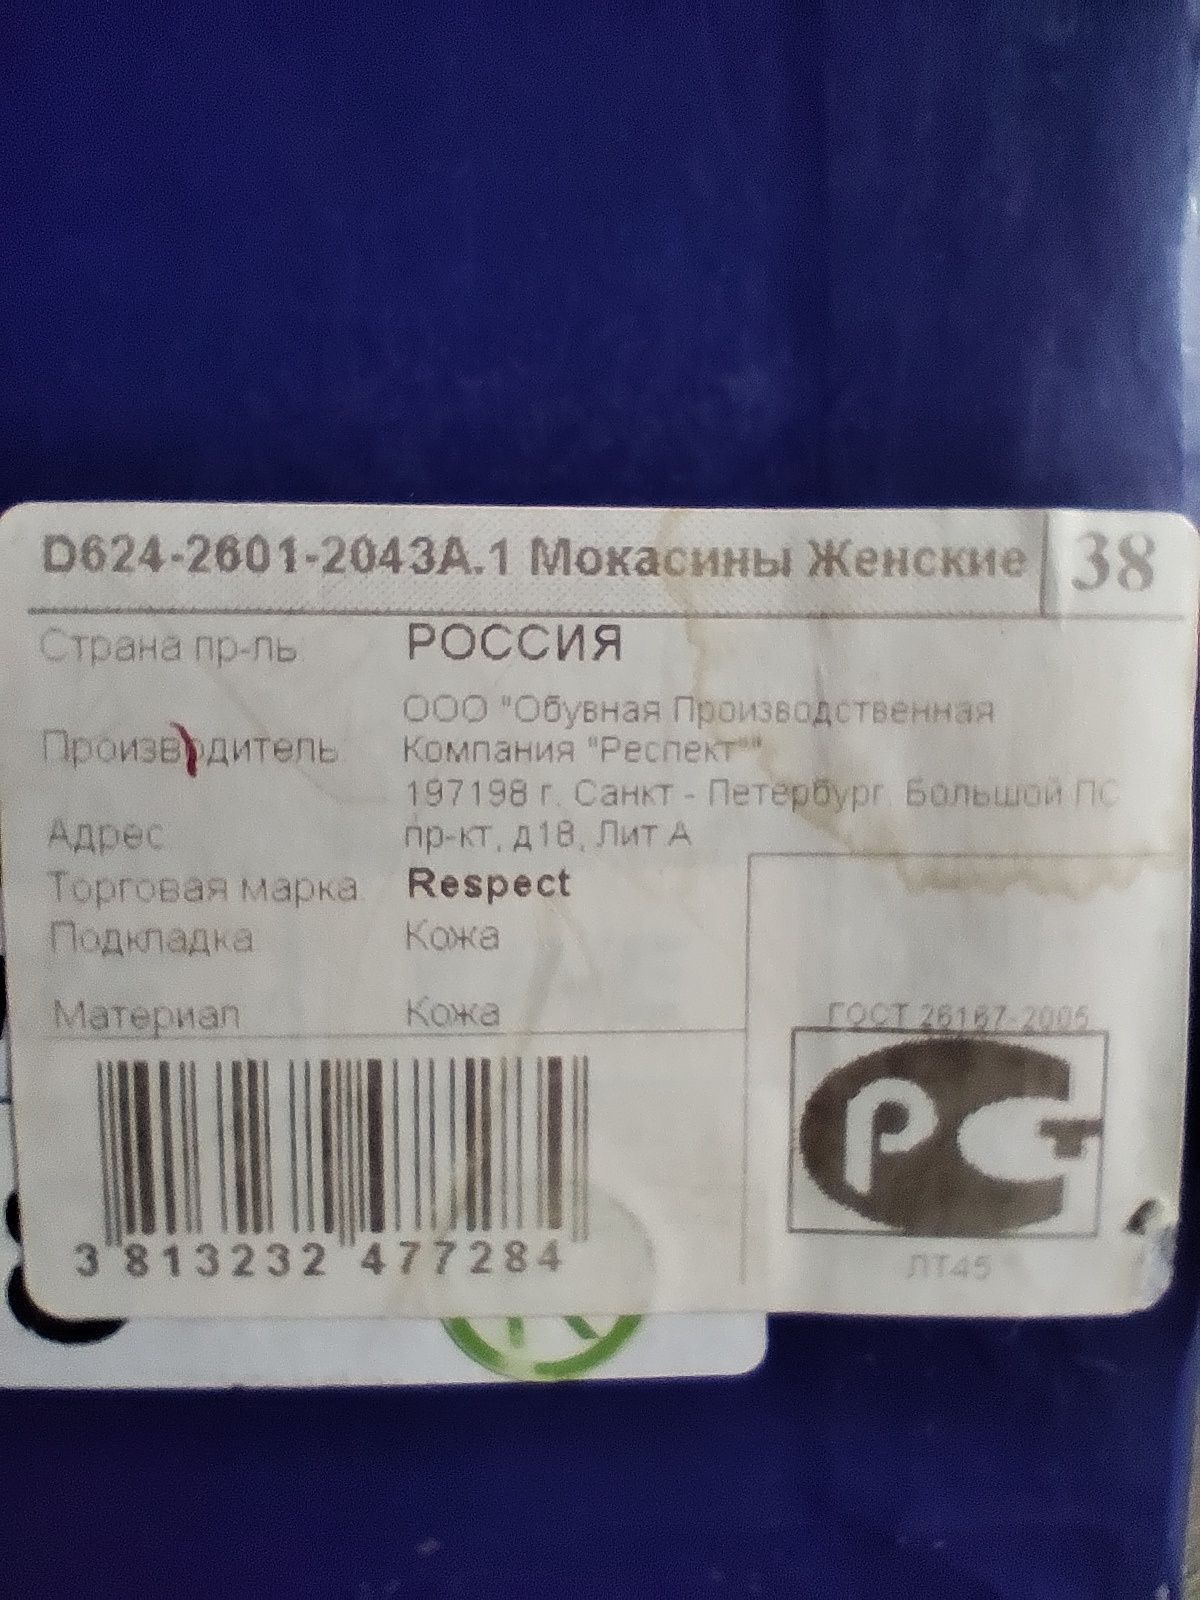 D624-2601-2043A.1 Мокасины Женские 38
Страна пр-ль: РОССИЯ
ООО "Обувная Производственная
Производитель: Компания "Респект""
197198 г. Санкт - Петербург, Большой ПС
Адрес: пр-кт, д18, Лит А
Торговая марка: Respect
Подкладка Кожа
Материал Кожа
ГОСТ 26167-2005
РСТ
ЛТ45
3 813232 477284